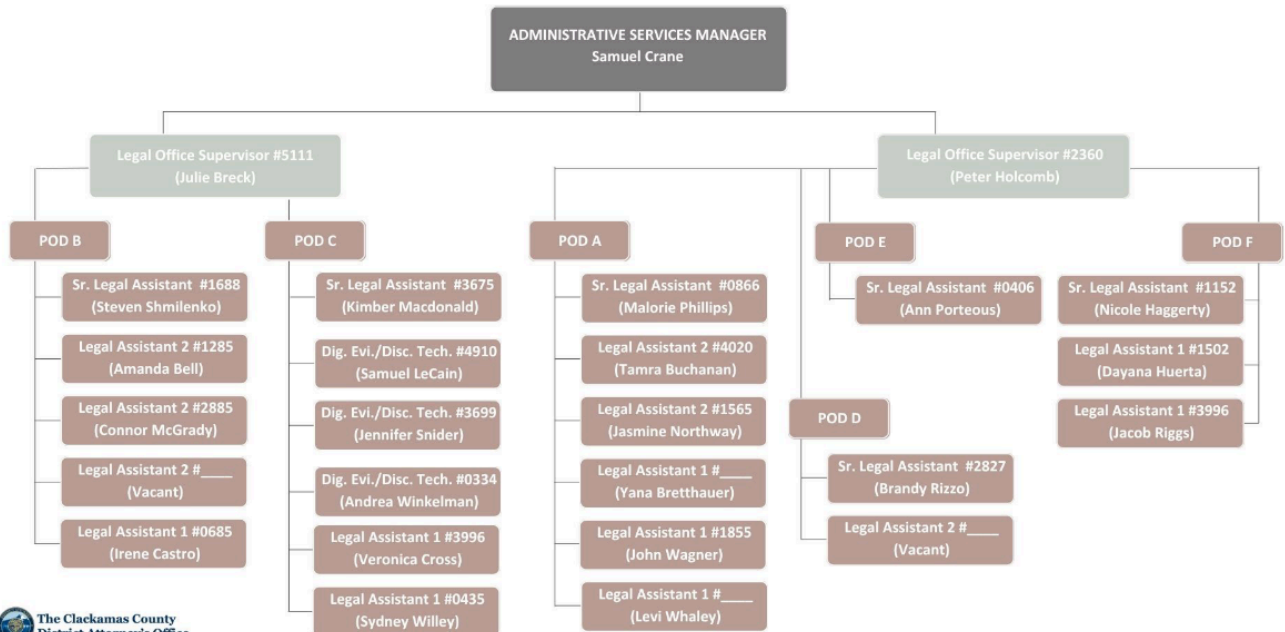 ADMINISTRATIVE SERVICES MANAGER
Samuel Crane
Legal Office Supervisor #5111
(Julie Breck)
Legal Office Supervisor #2360
(Peter Holcomb)
POD B
Sr. Legal Assistant #1688
(Steven Shmilenko)
Legal Assistant 2 #1285
(Amanda Bell)
Legal Assistant 2 #2885
(Connor McGrady)
Legal Assistant 2 #____
(Vacant)
Legal Assistant 1 #0685
(Irene Castro)
POD C
Sr. Legal Assistant #3675
(Kimber Macdonald)
Dig. Evi./Disc. Tech. #4910
(Samuel LeCain)
Dig. Evi./Disc. Tech. #3699
(Jennifer Snider)
Dig. Evi./Disc. Tech. #0334
(Andrea Winkelman)
Legal Assistant 1 #3996
(Veronica Cross)
Legal Assistant 1 #0435
(Sydney Willey)
POD A
Sr. Legal Assistant #0866
(Malorie Phillips)
Legal Assistant 2 #4020
(Tamra Buchanan)
Legal Assistant 2 #1565
(Jasmine Northway)
Legal Assistant 1 #____
(Yana Bretthauer)
Legal Assistant 1 #1855
(John Wagner)
Legal Assistant 1 #____
(Levi Whaley)
POD E
Sr. Legal Assistant #0406
(Ann Porteous)
POD D
Sr. Legal Assistant #2827
(Brandy Rizzo)
Legal Assistant 2 #____
(Vacant)
POD F
Sr. Legal Assistant #1152
(Nicole Haggerty)
Legal Assistant 1 #1502
(Dayana Huerta)
Legal Assistant 1 #3996
(Jacob Riggs)
The Clackamas County
District Attorney's Office